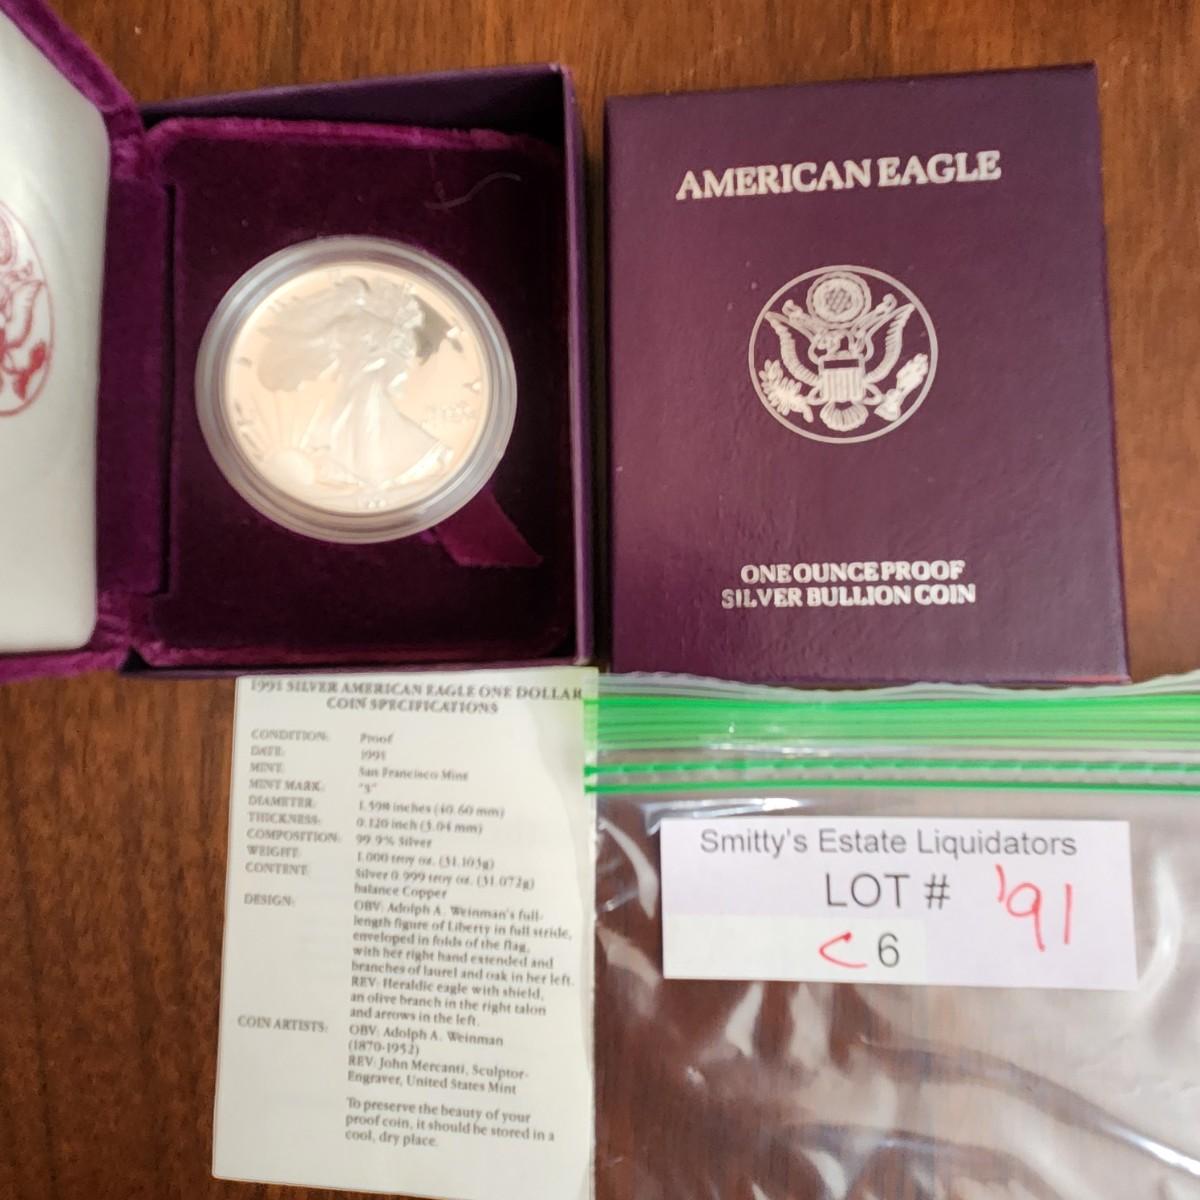 AMERICAN EAGLE
ONE OUNCE PROOF
SILVER BULLION COIN
1991 SILVER AMERICAN EAGLE ONE DOLLAR
COIN SPECIFICATIONS
CONDITION: Proof
DATE: 1991
MINT: San Francisco Mint
MINT MARK: "S"
DIAMETER: 1.598 inches (40.60 mm)
THICKNESS: 0.120 inch (3.04 mm)
COMPOSITION: 99.9% Silver
WEIGHT: 1.000 troy oz. (31.103g)
CONTENT: Silver 0.999 troy oz. (31.072g)
balance Copper
DESIGN: OBV: Adolph A. Weinman's full-
length figure of Liberty in full stride,
enveloped in folds of the flag,
with her right hand extended and
branches of laurel and oak in her left.
REV: Heraldic eagle with shield,
an olive branch in the right talon
and arrows in the left.
COIN ARTISTS: OBV: Adolph A. Weinman
(1870-1952)
REV: John Mercanti, Sculptor-
Engraver, United States Mint
To preserve the beauty of your
proof coin, it should be stored in a
cool, dry place.
Smitty's Estate Liquidators
LOT # '91
C 6